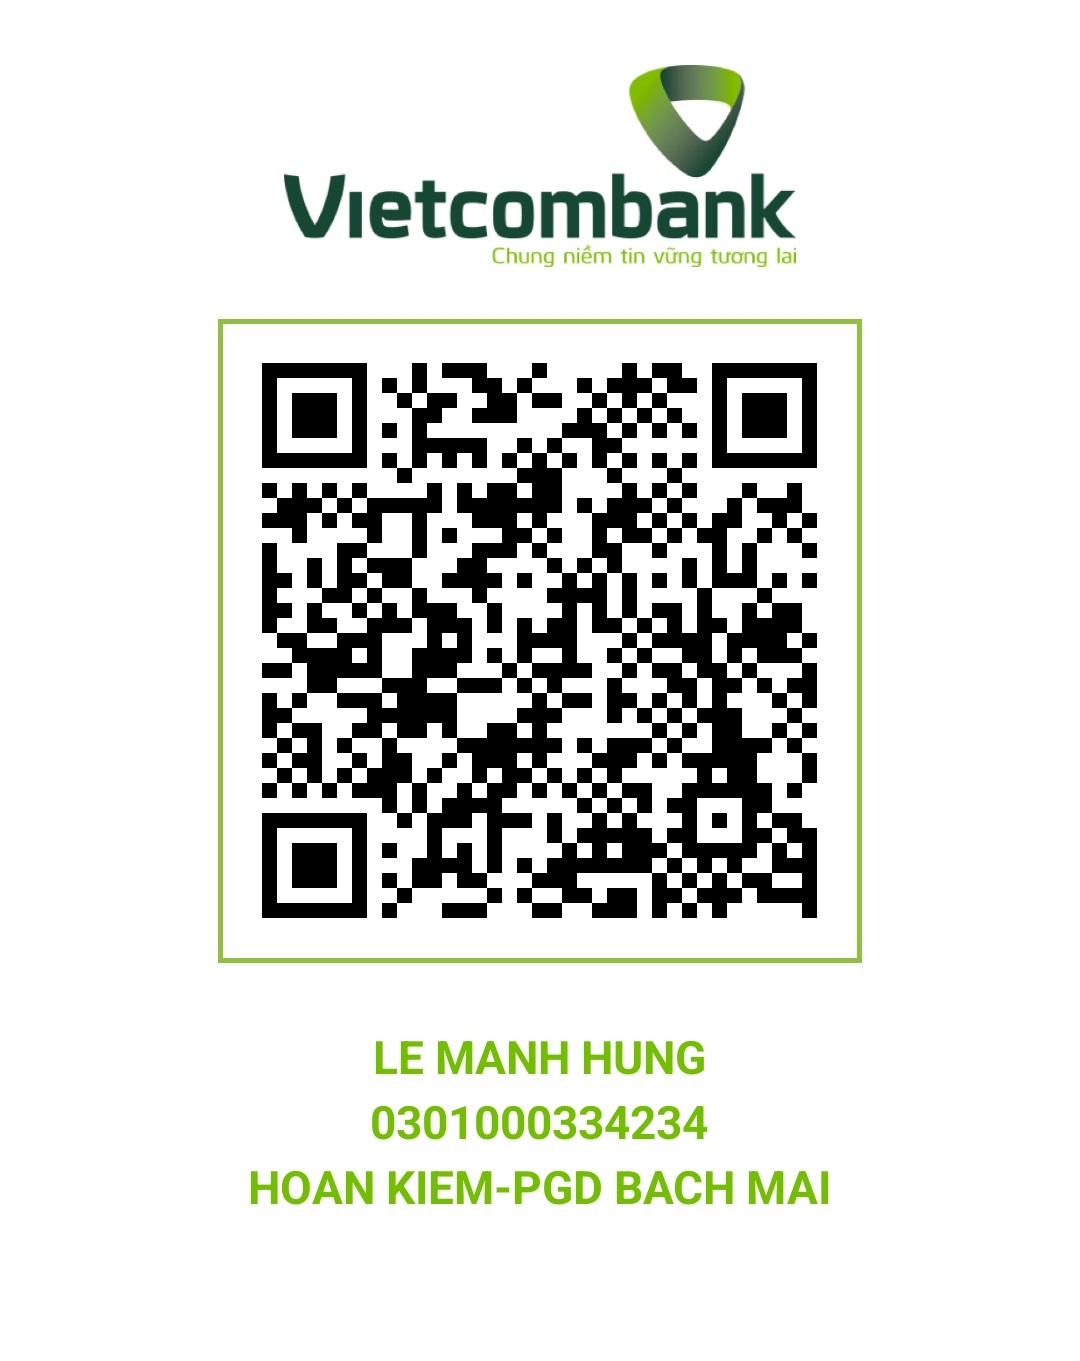 Vietcombank
Chung niềm tin vững tương lai
LE MANH HUNG
0301000334234
HOAN KIEM-PGD BACH MAI